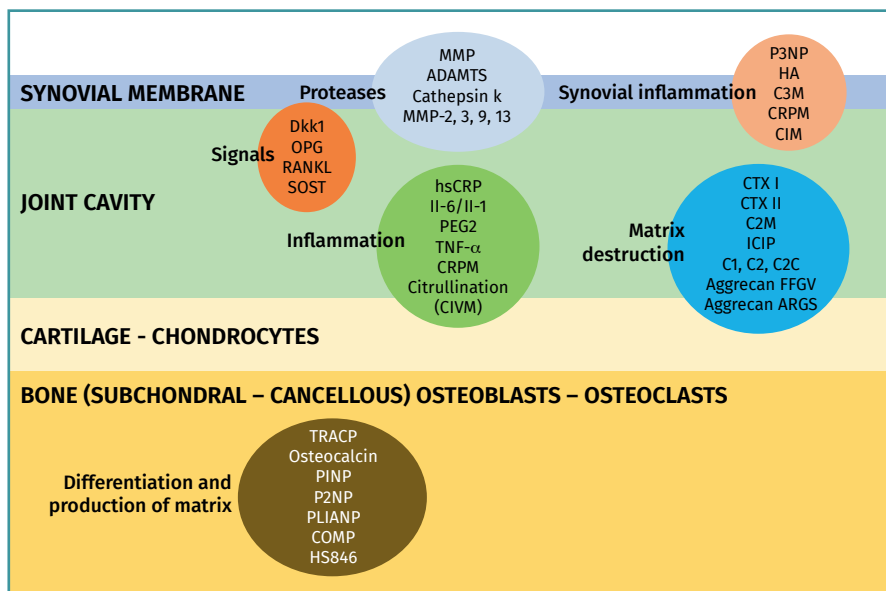 MMP
ADAMTS
Cathepsin k
MMP-2, 3, 9, 13
Proteases
P3NP
HA
C3M
CRPM
CIM
Synovial inflammation
SYNOVIAL MEMBRANE
Dkk1
OPG
RANKL
SOST
Signals
JOINT CAVITY
hsCRP
II-6/II-1
PEG2
TNF-α
CRPM
Citrullination
(CIVM)
Inflammation
CTX I
CTX II
C2M
ICIP
C1, C2, C2C
Aggrecan FFGV
Aggrecan ARGS
Matrix
destruction
CARTILAGE - CHONDROCYTES
BONE (SUBCHONDRAL – CANCELLOUS) OSTEOBLASTS – OSTEOCLASTS
TRACP
Osteocalcin
PINP
P2NP
PLIANP
COMP
HS846
Differentiation and
production of matrix